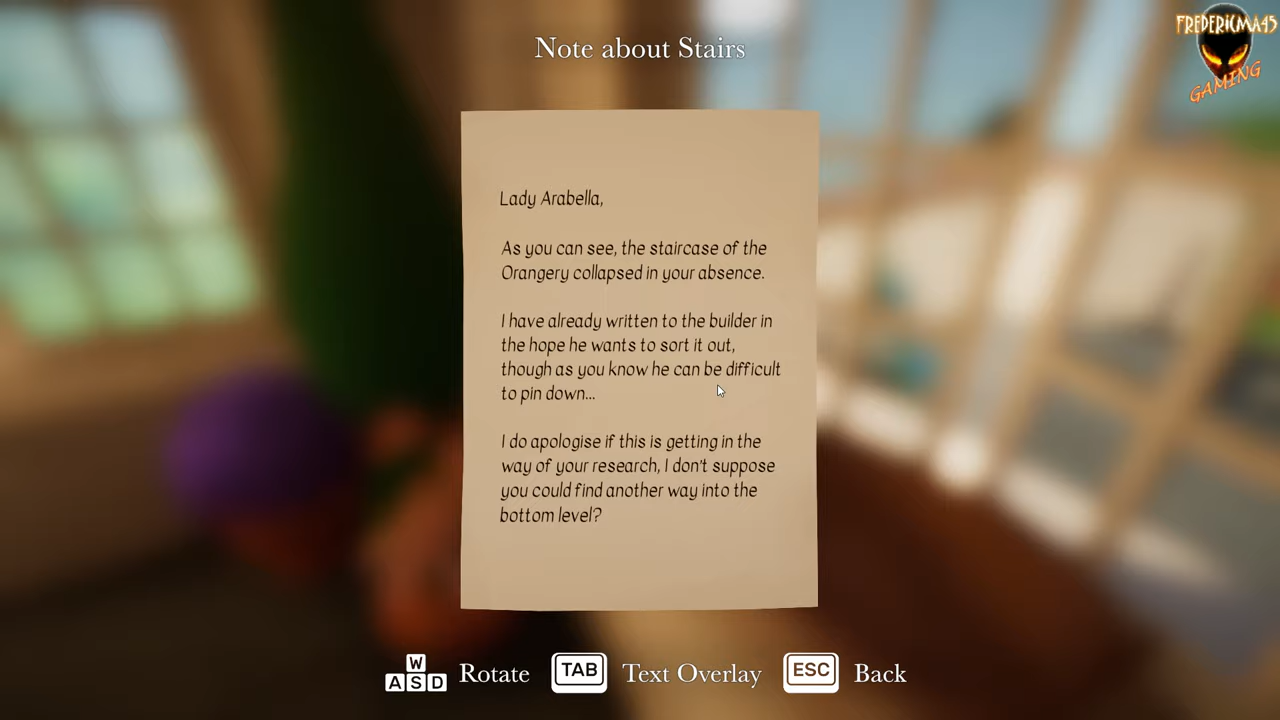 Note about Stairs
FREDERICMA45
GAMING
Lady Arabella,
As you can see, the staircase of the
Orangery collapsed in your absence.
I have already written to the builder in
the hope he wants to sort it out,
though as you know he can be difficult
to pin down...
I do apologise if this is getting in the
way of your research, I don't suppose
you could find another way into the
bottom level?
W
A S D Rotate TAB Text Overlay ESC Back